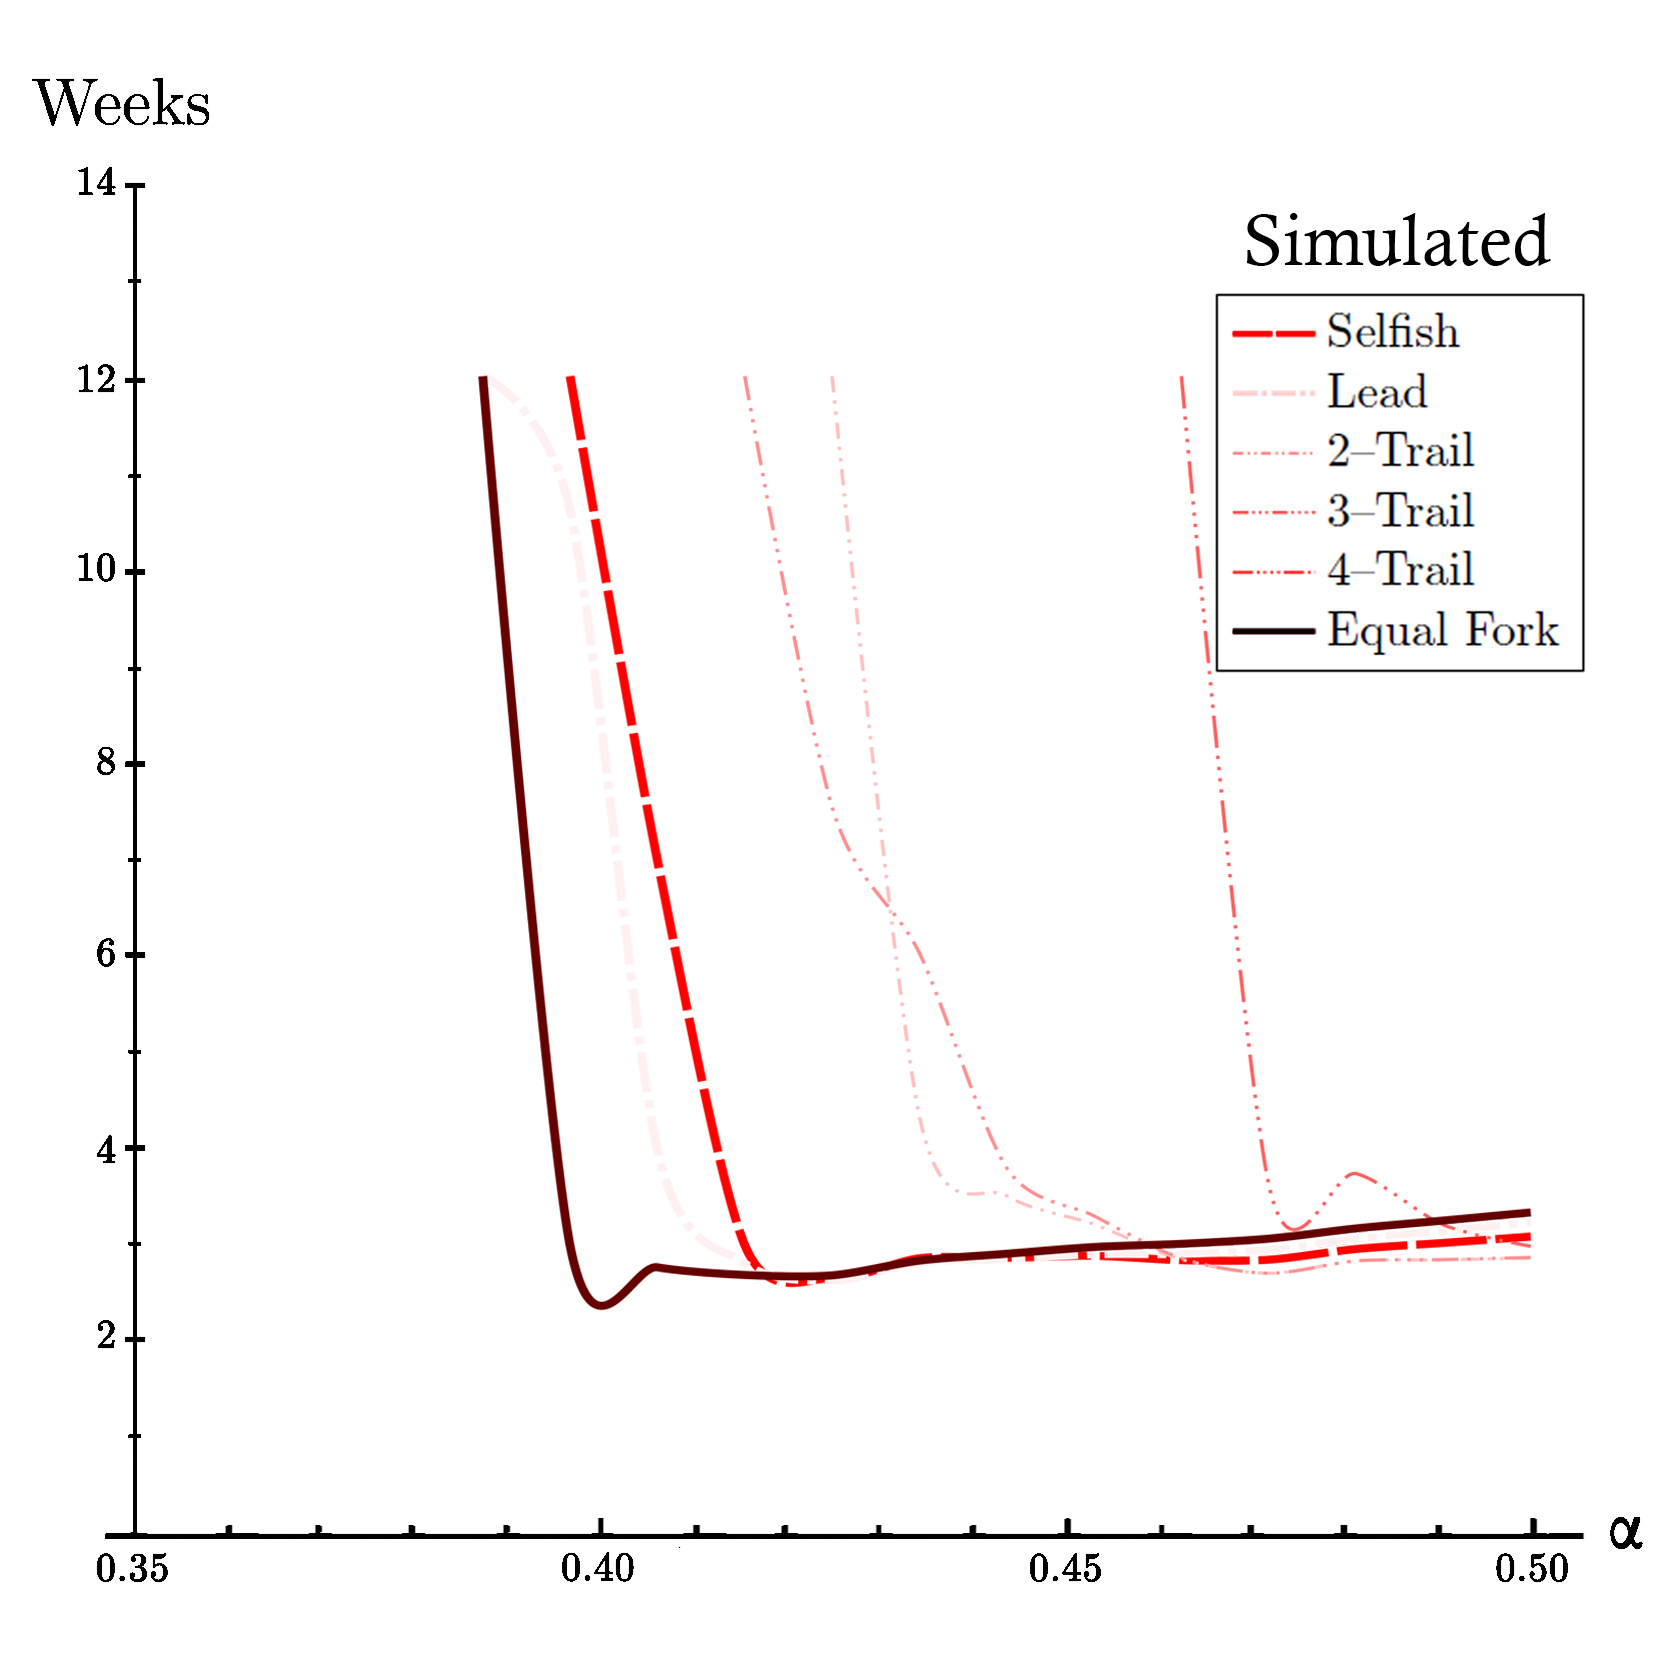 Weeks
14
12
10
8
6
4
2
Simulated
Selfish
Lead
2–Trail
3–Trail
4–Trail
Equal Fork
0.35 0.40 0.45 0.50 α